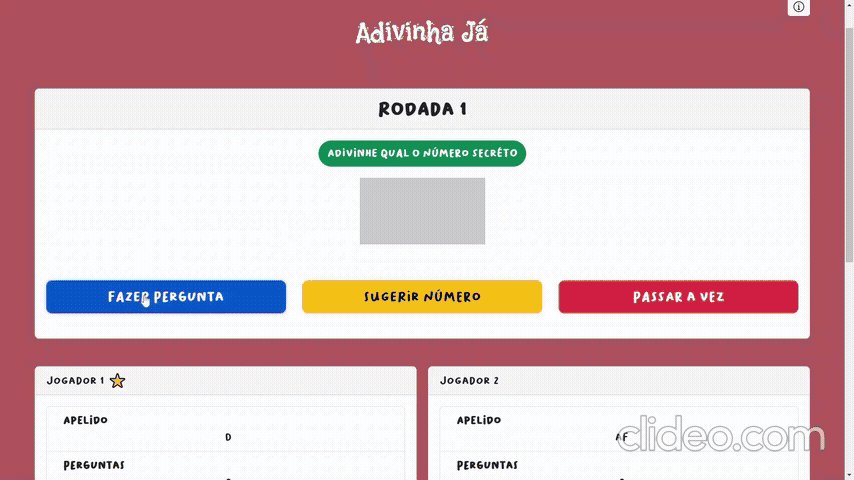 Adivinha Já
RODADA 1
ADIVINHE QUAL O NÚMERO SECRETO
FAZER PERGUNTA
SUGERIR NÚMERO
PASSAR A VEZ
JOGADOR 1
JOGADOR 2
APELIDO
APELIDO
D
AF
PERGUNTAS
PERGUNTAS
clideo.com